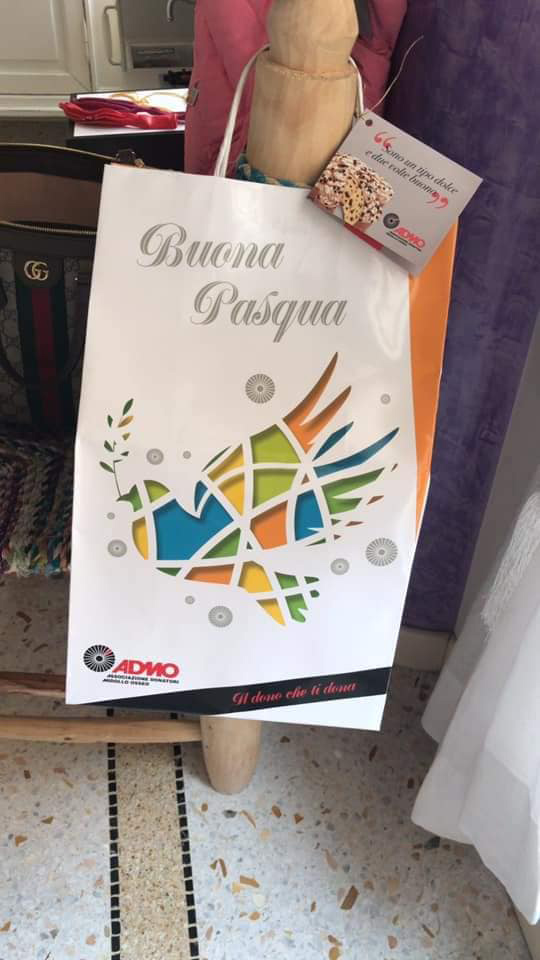 “Sono un tipo dolce
e due volte buono”
ADMO
Buona
Pasqua
ADMO
ASSOCIAZIONE DONATORI
MIDOLLO OSSEO
Il dono che ti dona
GG